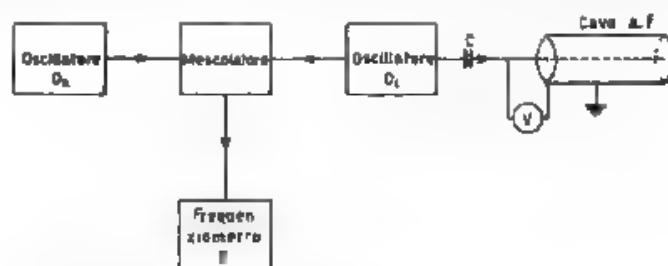 Oscillatore
Mescolatore
Oscillatore
Cavo a.F
V
Frequen
ziometro